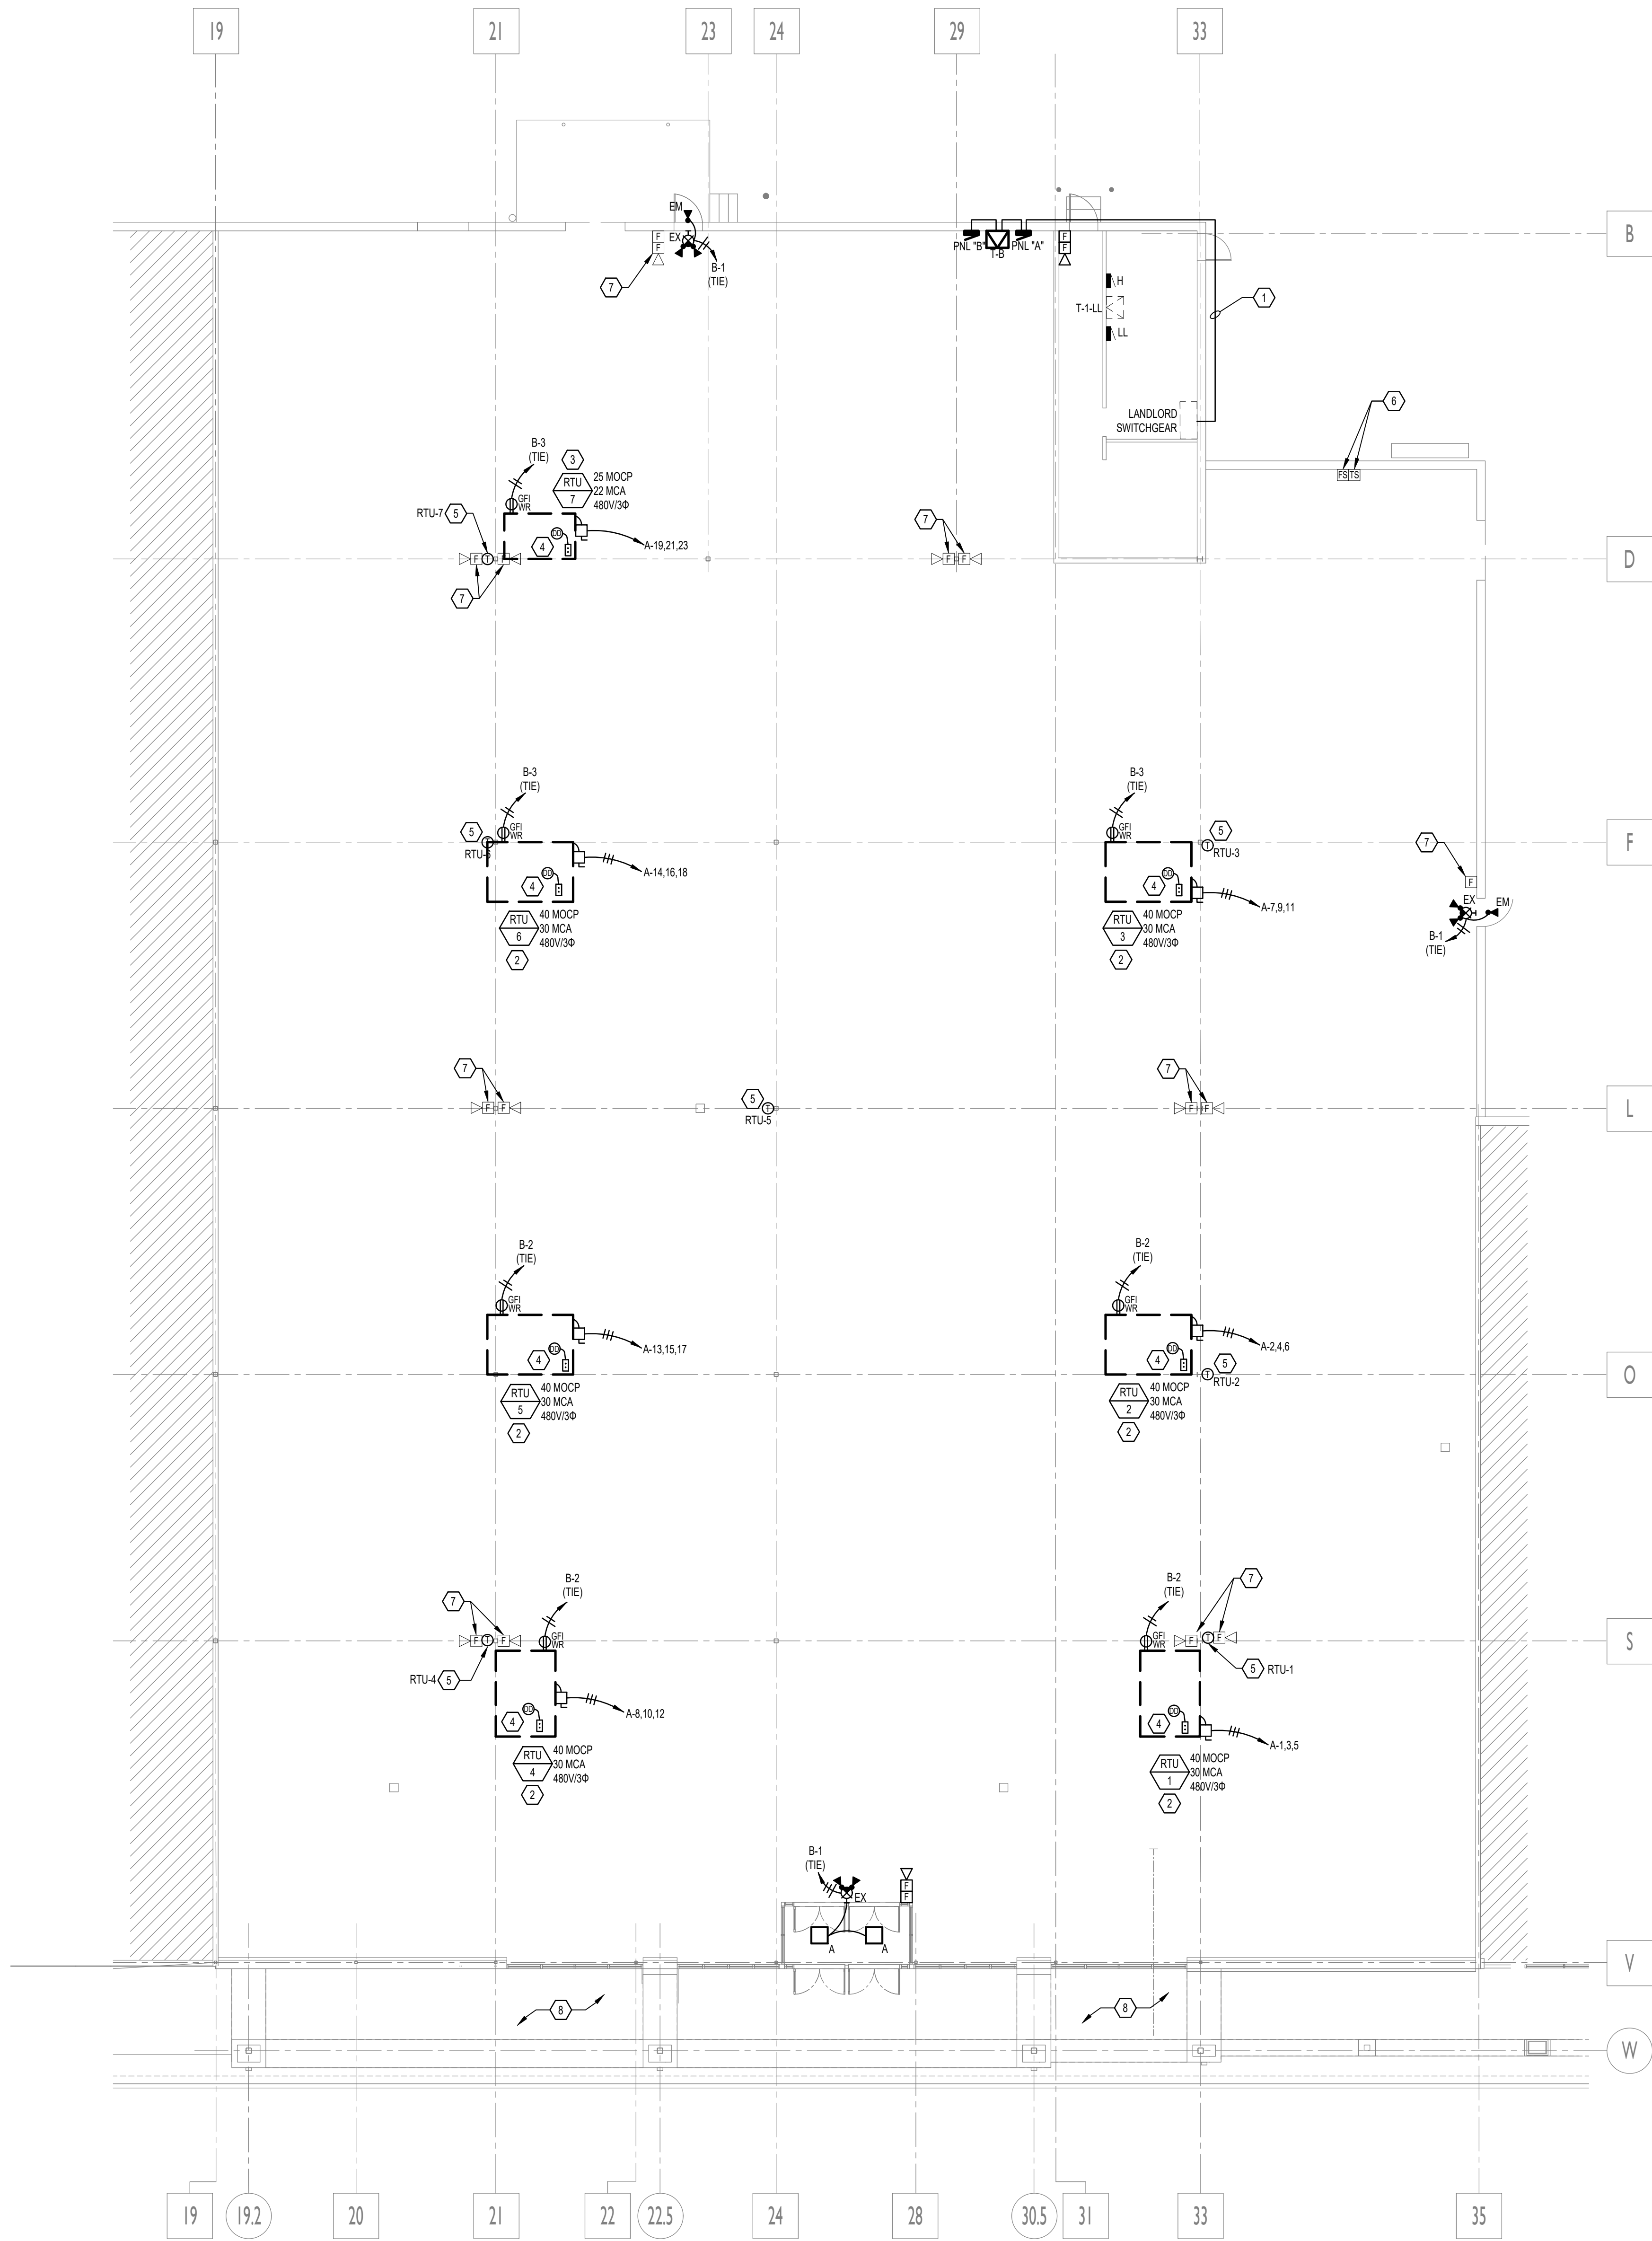 19
21
23
24
29
33
EM
F
F
EX
7
B-1
(TIE)
PNL "B"
T-B
PNL "A"
F
F
B
H
T-1-LL
LL
1
LANDLORD
SWITCHGEAR
6
FS TS
B-3
(TIE)
3
RTU
7
25 MOCP
22 MCA
480V/3Φ
GFI
WR
RTU-7
5
DD
4
A-19,21,23
F T F
7
7
F F
D
B-3
(TIE)
5
GFI
WR
T
RTU-6
DD
4
A-14,16,18
RTU
6
40 MOCP
30 MCA
480V/3Φ
2
B-3
(TIE)
GFI
WR
5
T
RTU-3
DD
4
A-7,9,11
RTU
3
40 MOCP
30 MCA
480V/3Φ
2
F
7
F
EX
EM
B-1
(TIE)
7
F F
5
T
RTU-5
7
F F
L
B-2
(TIE)
GFI
WR
A-13,15,17
DD
4
RTU
5
40 MOCP
30 MCA
480V/3Φ
2
B-2
(TIE)
GFI
WR
A-2,4,6
DD
4
5
T
RTU-2
RTU
2
40 MOCP
30 MCA
480V/3Φ
2
O
B-2
(TIE)
7
F T F
GFI
WR
RTU-4
5
A-8,10,12
DD
4
RTU
4
40 MOCP
30 MCA
480V/3Φ
2
B-2
(TIE)
7
GFI
WR
F T F
5
RTU-1
DD
4
A-1,3,5
RTU
1
40 MOCP
30 MCA
480V/3Φ
2
S
B-1
(TIE)
EX
F
F
A
A
V
8
8
W
19
19.2
20
21
22
22.5
24
28
30.5
31
33
35